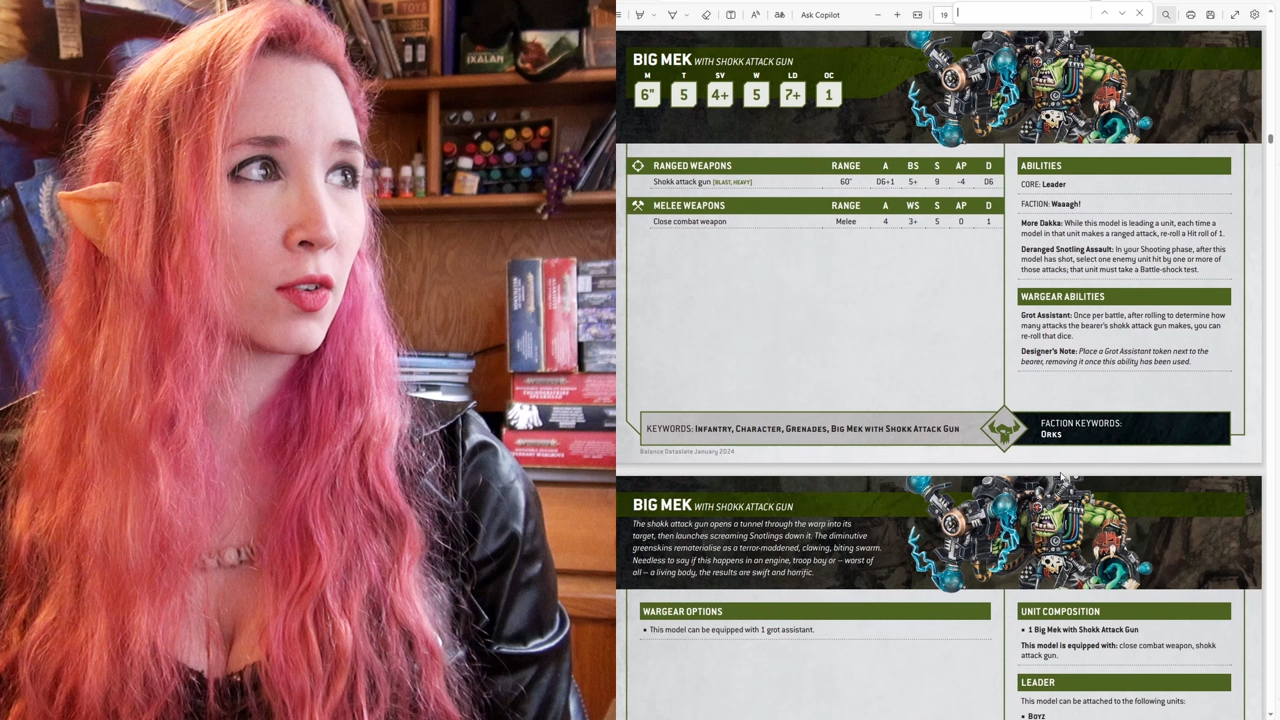 TOYS
IXALAN
Ask Copilot
19
BIG MEK WITH SHOKK ATTACK GUN
M T SV W LD OC
6" 5 4+ 5 7+ 1
RANGED WEAPONS RANGE A BS S AP D
Shokk attack gun [BLAST, HEAVY] 60" D6+1 5+ 9 -4 D6
MELEE WEAPONS RANGE A WS S AP D
Close combat weapon Melee 4 3+ 5 0 1
ABILITIES
CORE: Leader
FACTION: Waaagh!
More Dakka: While this model is leading a unit, each time a
model in that unit makes a ranged attack, re-roll a Hit roll of 1.
Deranged Snotling Assault: In your Shooting phase, after this
model has shot, select one enemy unit hit by one or more of
those attacks; that unit must take a Battle-shock test.
WARGEAR ABILITIES
Grot Assistant: Once per battle, after rolling to determine how
many attacks the bearer's shokk attack gun makes, you can
re-roll that dice.
Designer's Note: Place a Grot Assistant token next to the
bearer, removing it once this ability has been used.
KEYWORDS: INFANTRY, CHARACTER, GRENADES, BIG MEK WITH SHOKK ATTACK GUN
FACTION KEYWORDS:
ORKS
Balance Dataslate January 2024
BIG MEK WITH SHOKK ATTACK GUN
The shokk attack gun opens a tunnel through the warp into its
target, then launches screaming Snotlings down it. The diminutive
greenskins rematerialise as a terror-maddened, clawing, biting swarm.
Needless to say if this happens in an engine, troop bay or – worst of
all – a living body, the results are swift and horrific.
WARGEAR OPTIONS
▪ This model can be equipped with 1 grot assistant.
UNIT COMPOSITION
▪ 1 Big Mek with Shokk Attack Gun
This model is equipped with: close combat weapon, shokk
attack gun.
LEADER
This model can be attached to the following units:
▪ BOYZ